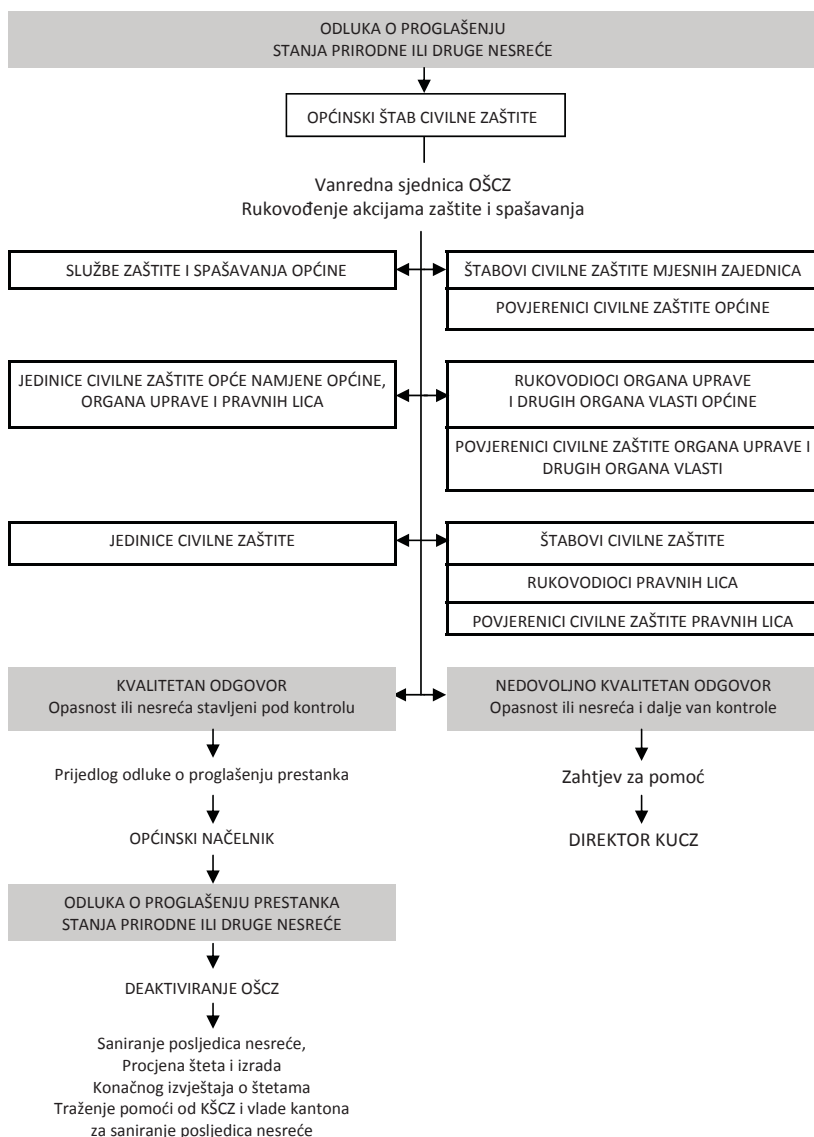 ODLUKA O PROGLAŠENJU
STANJA PRIRODNE ILI DRUGE NESREĆE
OPĆINSKI ŠTAB CIVILNE ZAŠTITE
Vanredna sjednica OŠCZ
Rukovođenje akcijama zaštite i spašavanja
SLUŽBE ZAŠTITE I SPAŠAVANJA OPĆINE
ŠTABOVI CIVILNE ZAŠTITE MJESNIH ZAJEDNICA
POVJERENICI CIVILNE ZAŠTITE OPĆINE
JEDINICE CIVILNE ZAŠTITE OPĆE NAMJENE OPĆINE,
ORGANA UPRAVE I PRAVNIH LICA
RUKOVODIOCI ORGANA UPRAVE
I DRUGIH ORGANA VLASTI OPĆINE
POVJERENICI CIVILNE ZAŠTITE ORGANA UPRAVE I
DRUGIH ORGANA VLASTI
JEDINICE CIVILNE ZAŠTITE
ŠTABOVI CIVILNE ZAŠTITE
RUKOVODIOCI PRAVNIH LICA
POVJERENICI CIVILNE ZAŠTITE PRAVNIH LICA
KVALITETAN ODGOVOR
Opasnost ili nesreća stavljeni pod kontrolu
NEDOVOLJNO KVALITETAN ODGOVOR
Opasnost ili nesreća i dalje van kontrole
Prijedlog odluke o proglašenju prestanka
Zahtjev za pomoć
OPĆINSKI NAČELNIK
DIREKTOR KUCZ
ODLUKA O PROGLAŠENJU PRESTANKA
STANJA PRIRODNE ILI DRUGE NESREĆE
DEAKTIVIRANJE OŠCZ
Saniranje posljedica nesreće,
Procjena šteta i izrada
Konačnog izvještaja o štetama
Traženje pomoći od KŠCZ i vlade kantona
za saniranje posljedica nesreće